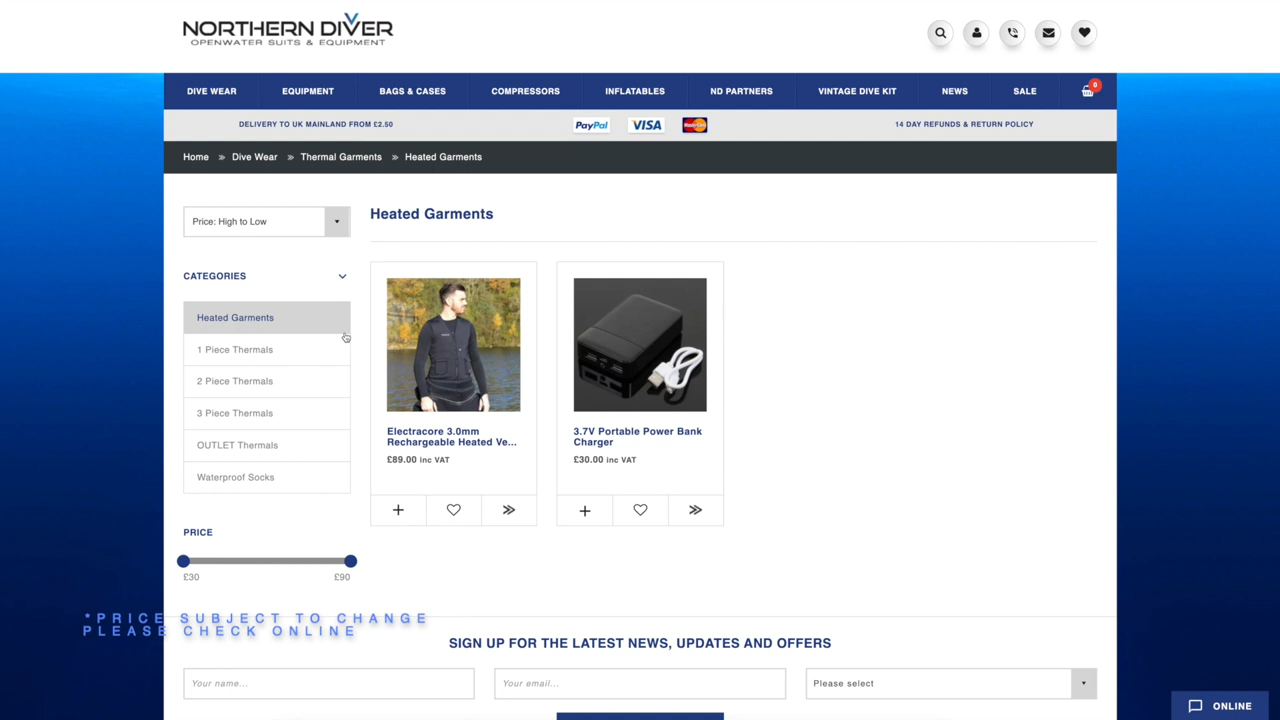 NORTHERN DIVER
OPENWATER SUITS & EQUIPMENT
DIVE WEAR
EQUIPMENT
BAGS & CASES
COMPRESSORS
INFLATABLES
ND PARTNERS
VINTAGE DIVE KIT
NEWS
SALE
0
DELIVERY TO UK MAINLAND FROM £2.50
PayPal
VISA
MasterCard
14 DAY REFUNDS & RETURN POLICY
Home » Dive Wear » Thermal Garments » Heated Garments
Price: High to Low
Heated Garments
CATEGORIES
Heated Garments
1 Piece Thermals
2 Piece Thermals
3 Piece Thermals
OUTLET Thermals
Waterproof Socks
Electracore 3.0mm
Rechargeable Heated Ve...
£89.00 inc VAT
3.7V Portable Power Bank
Charger
£30.00 inc VAT
PRICE
£30
£90
*PRICE SUBJECT TO CHANGE
PLEASE CHECK ONLINE
SIGN UP FOR THE LATEST NEWS, UPDATES AND OFFERS
Your name...
Your email...
Please select
ONLINE